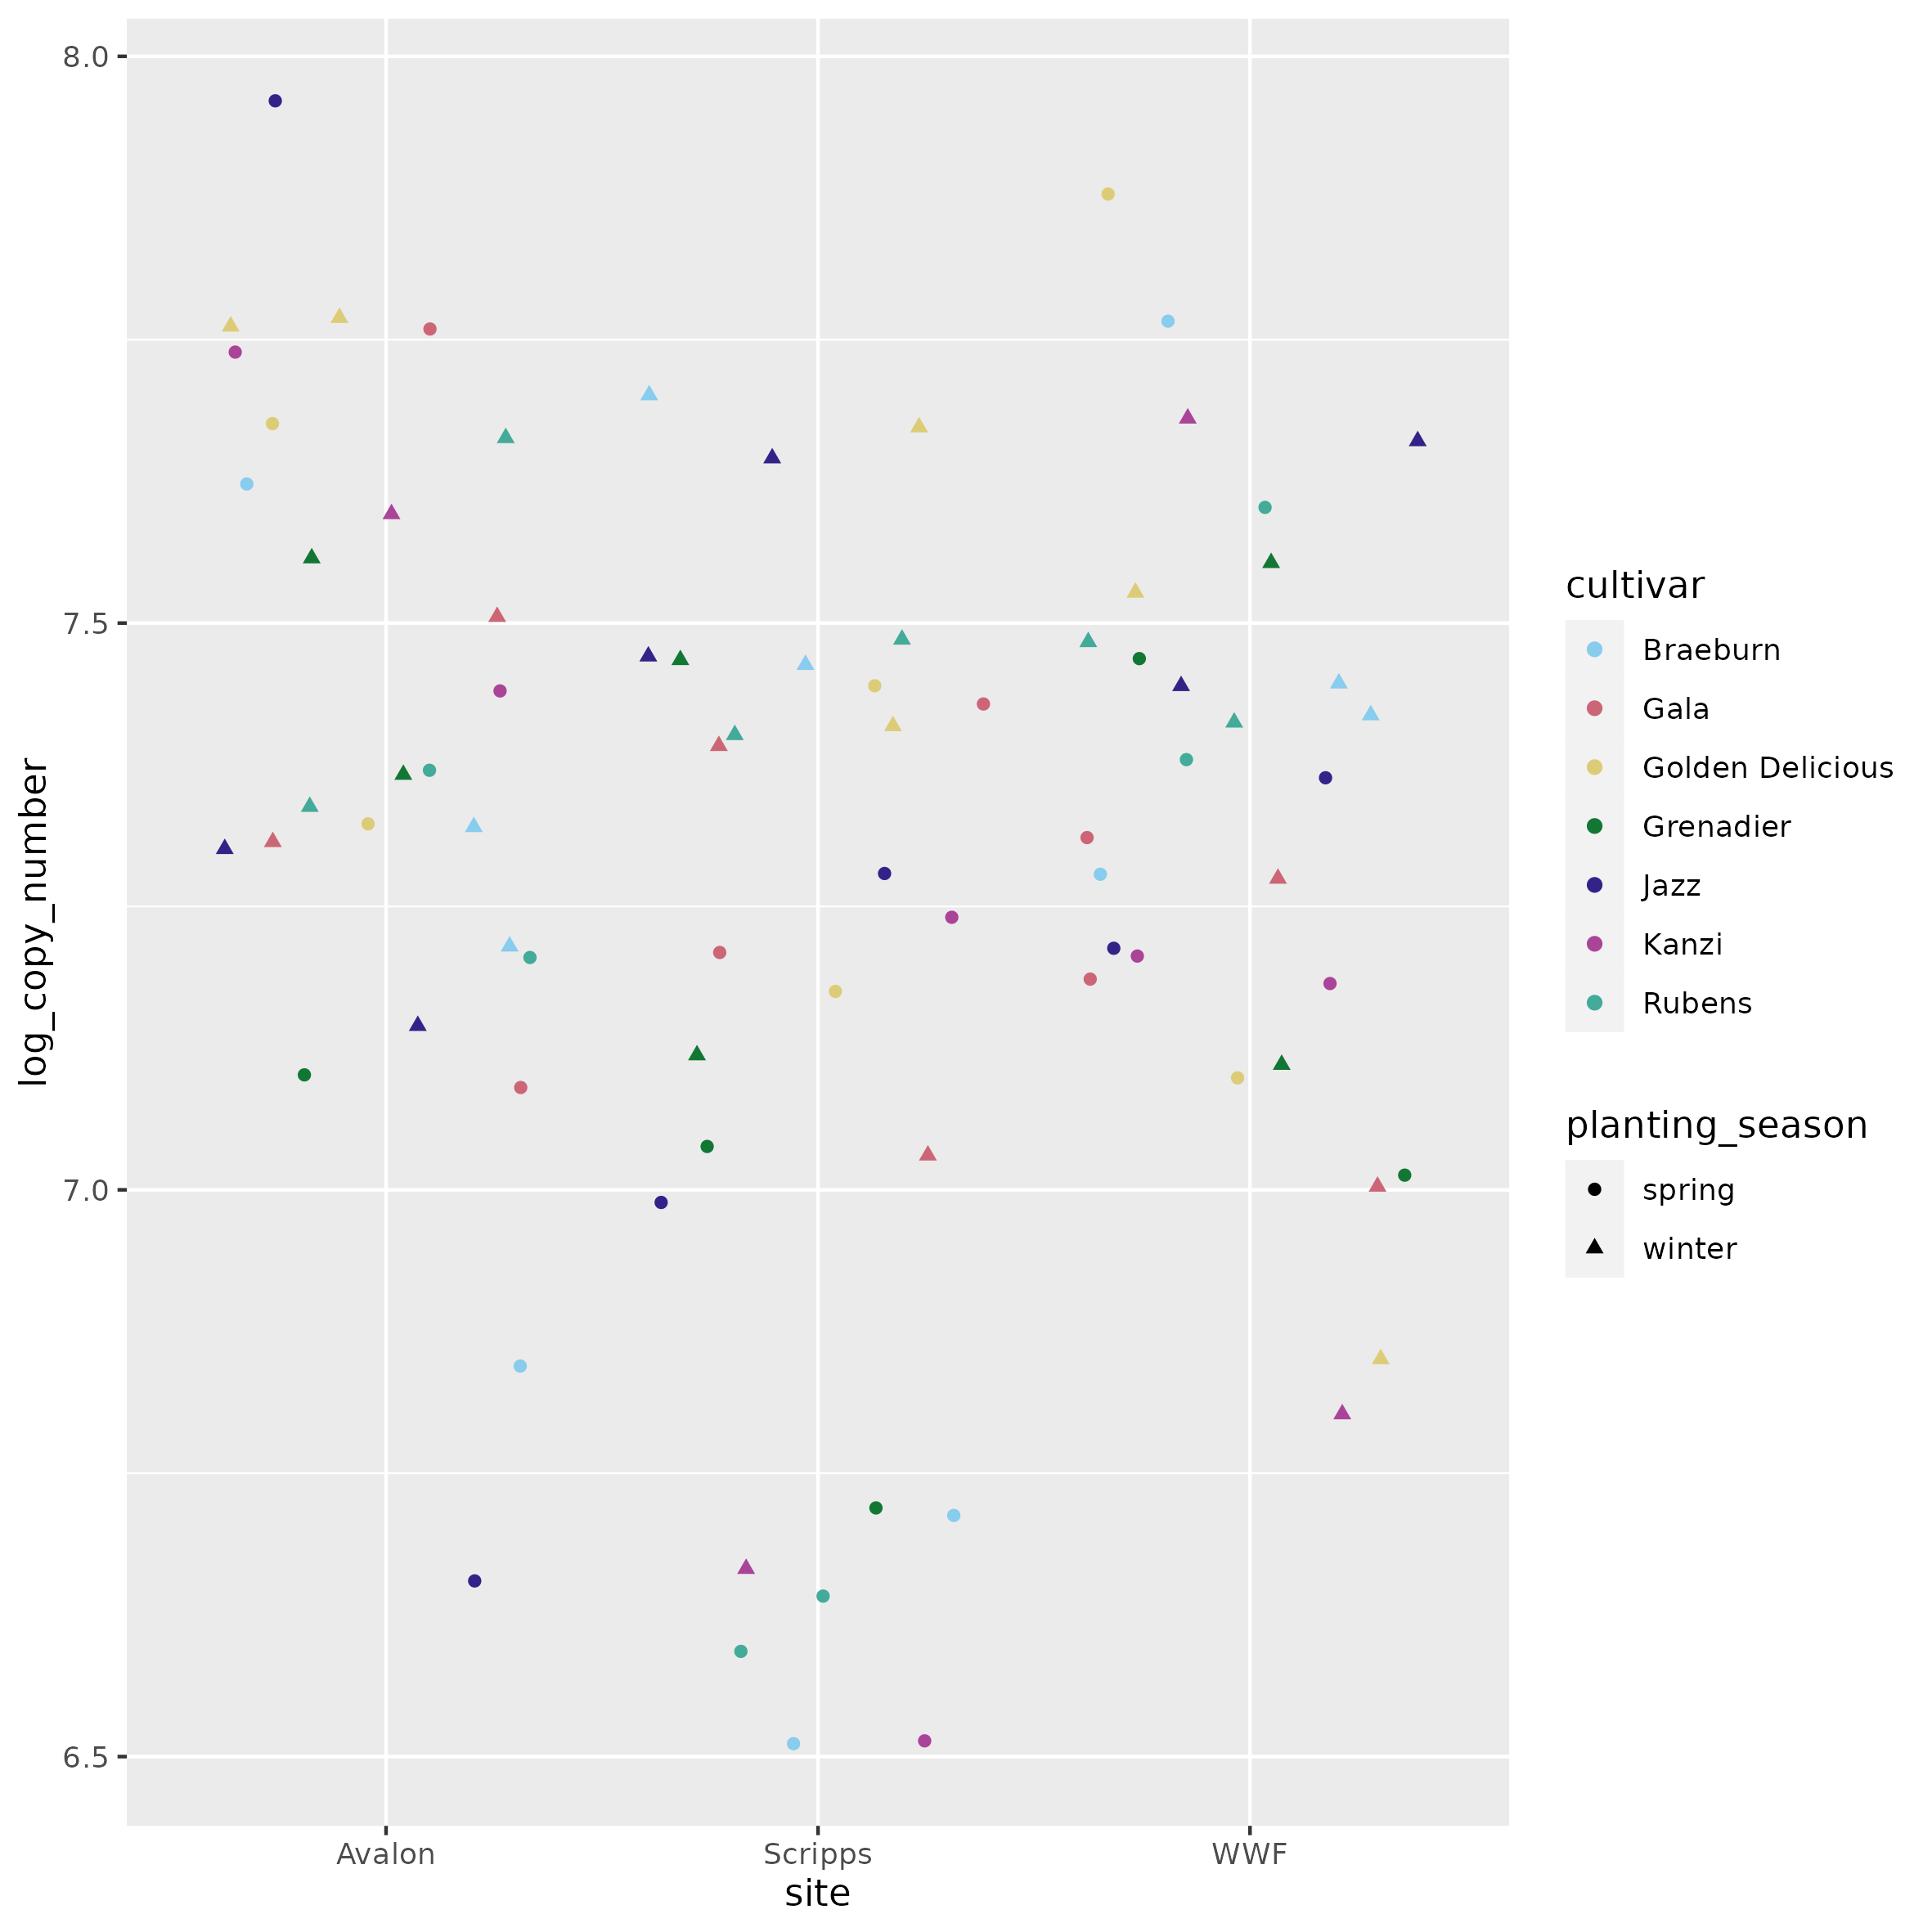 8.0
7.5
7.0
6.5
log_copy_number
Avalon
Scripps
WWF
site
cultivar
Braeburn
Gala
Golden Delicious
Grenadier
Jazz
Kanzi
Rubens
planting_season
spring
winter